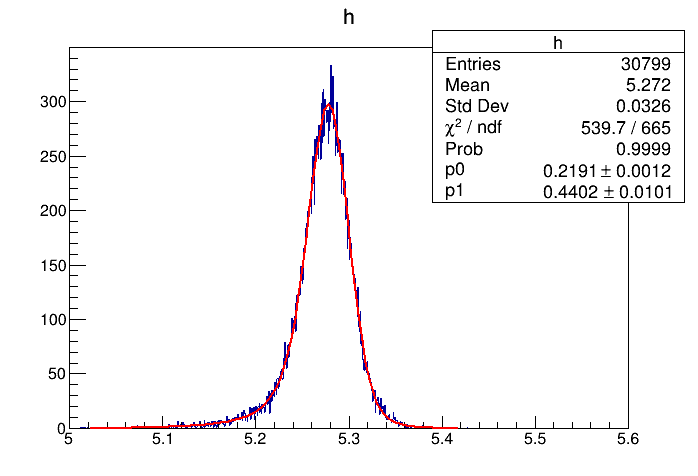 h
h
Entries 30799
Mean 5.272
Std Dev 0.0326
χ² / ndf 539.7 / 665
Prob 0.9999
p0 0.2191 ± 0.0012
p1 0.4402 ± 0.0101
300
250
200
150
100
50
0
5 5.1 5.2 5.3 5.4 5.5 5.6